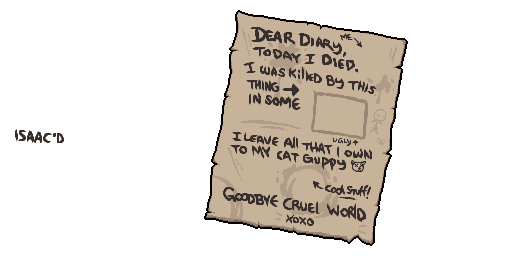 ISAAC'D
DEAR DIARY,
ME
TODAY I DIED.
I WAS KILLED BY THIS
THING
IN SOME
UGLY
I LEAVE ALL THAT I OWN
TO MY CAT GUPPY
COOL STUFF!
GOODBYE CRUEL WORLD
XOXO